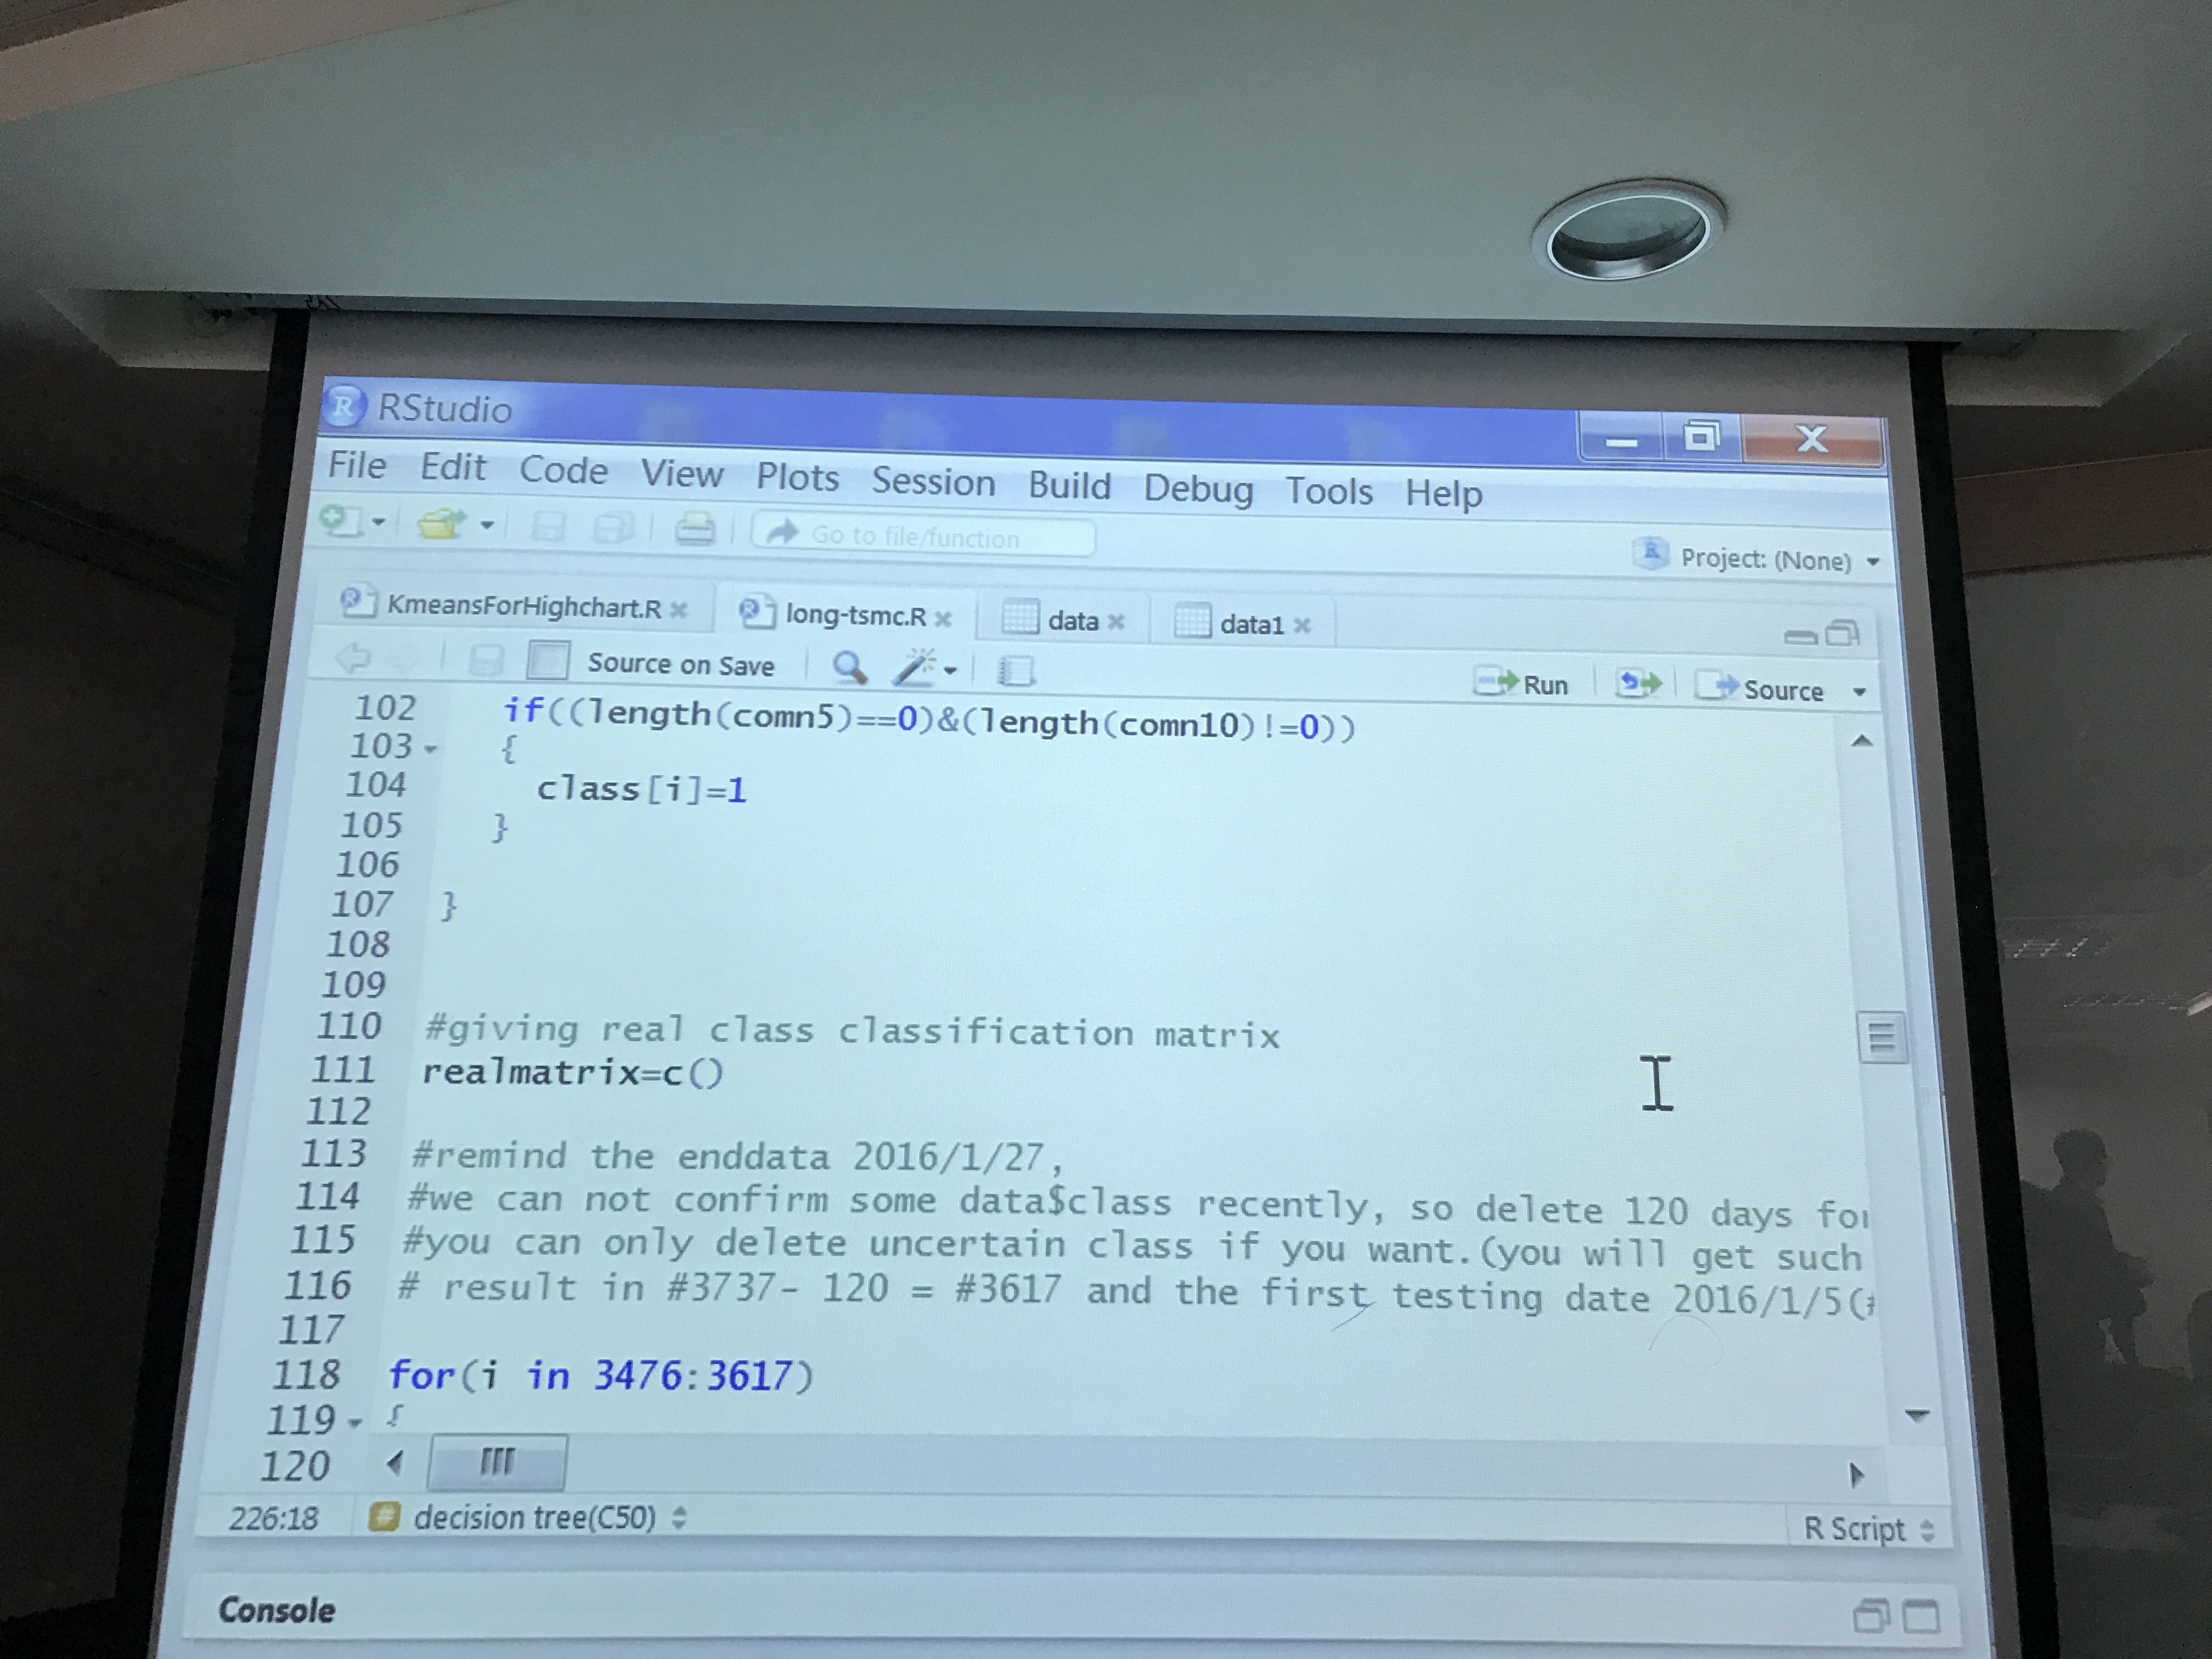 RStudio
File Edit Code View Plots Session Build Debug Tools Help
Go to file/function
Project: (None)
KmeansForHighchart.R long-tsmc.R data data1
Source on Save Run Source
102 if((length(comn5)==0)&(length(comn10)!=0))
103 {
104 class[i]=1
105 }
106
107 }
108
109
110 #giving real class classification matrix
111 realmatrix=c()
112
113 #remind the enddata 2016/1/27,
114 #we can not confirm some data$class recently, so delete 120 days
115 #you can only delete uncertain class if you want.(you will get such
116 # result in #3737- 120 = #3617 and the first testing date 2016/1/5(
117
118 for(i in 3476:3617)
119 {
120
226:18 decision tree(C50) R Script
Console